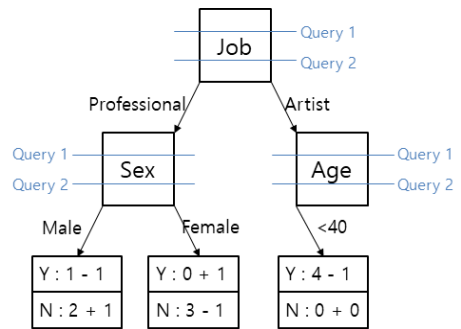 Job
Query 1
Query 2
Professional
Artist
Query 1
Query 2
Sex
Age
Query 1
Query 2
Male
Female
<40
Y : 1 - 1
N : 2 + 1
Y : 0 + 1
N : 3 - 1
Y : 4 - 1
N : 0 + 0